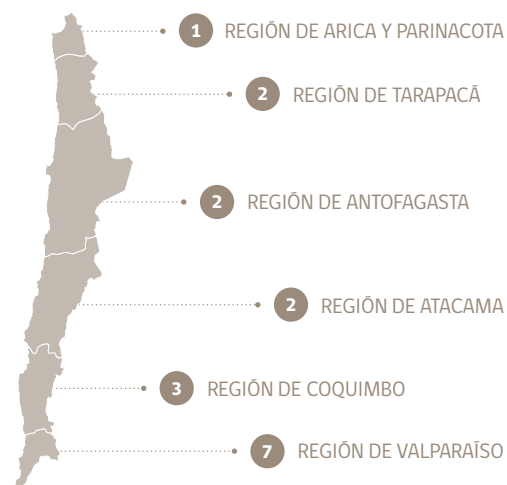 1 REGIÓN DE ARICA Y PARINACOTA
2 REGIÓN DE TARAPACÁ
2 REGIÓN DE ANTOFAGASTA
2 REGIÓN DE ATACAMA
3 REGIÓN DE COQUIMBO
7 REGIÓN DE VALPARAÍSO